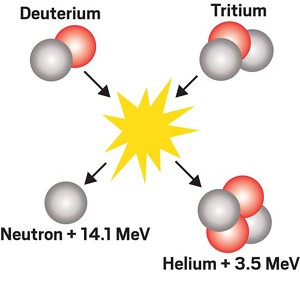 Deuterium
Tritium
Neutron + 14.1 MeV
Helium + 3.5 MeV